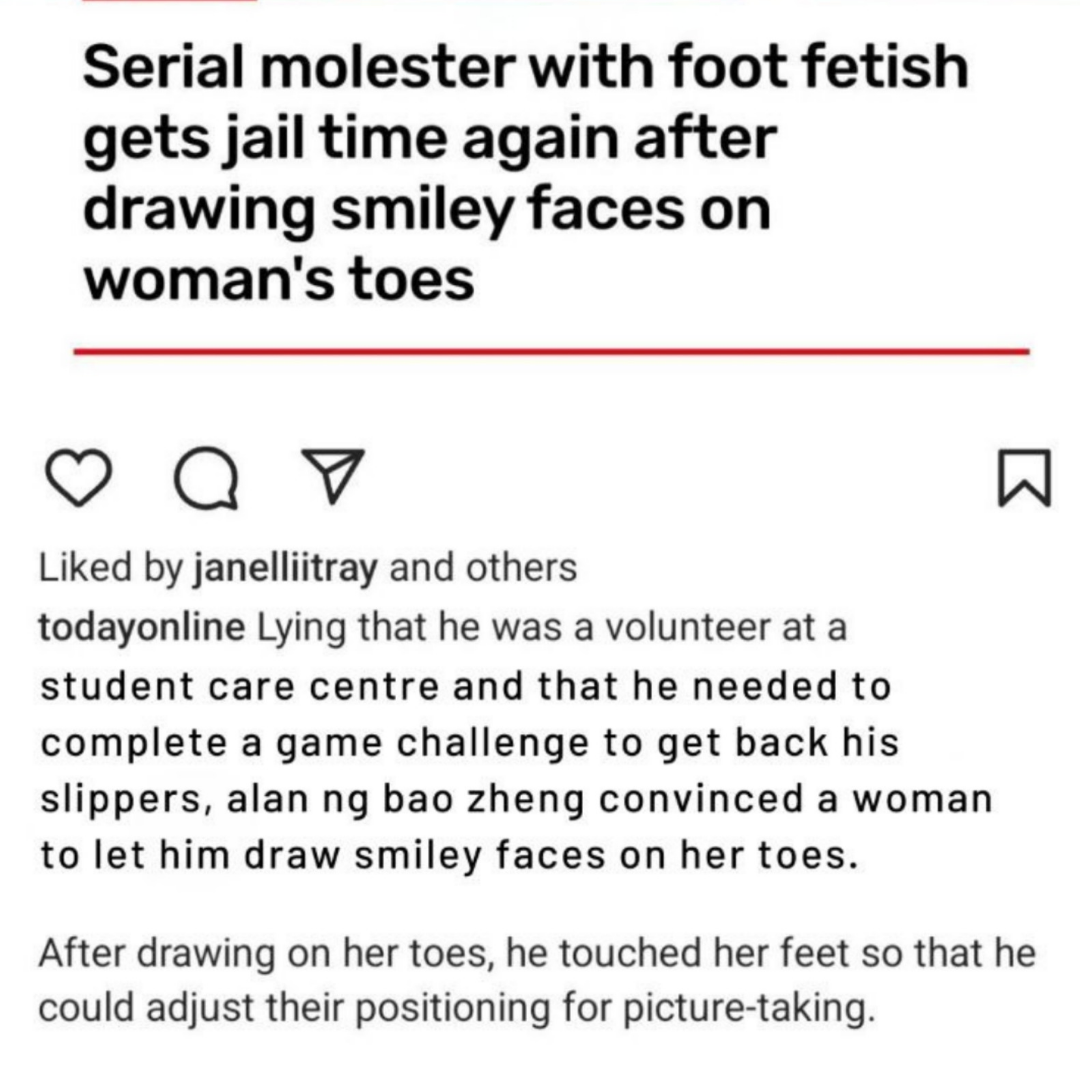 Serial molester with foot fetish
gets jail time again after
drawing smiley faces on
woman's toes
Liked by janelliitray and others
todayonline Lying that he was a volunteer at a
student care centre and that he needed to
complete a game challenge to get back his
slippers, alan ng bao zheng convinced a woman
to let him draw smiley faces on her toes.
After drawing on her toes, he touched her feet so that he
could adjust their positioning for picture-taking.